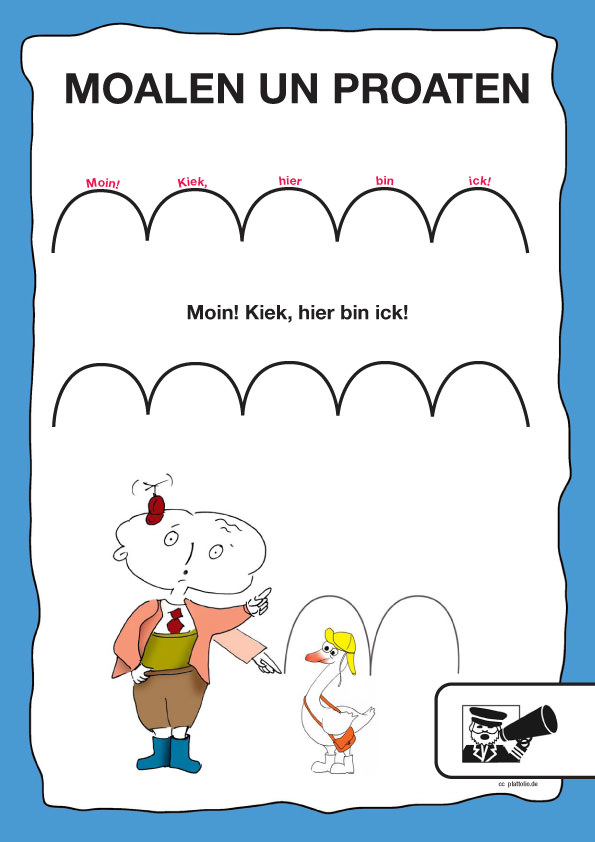 MOALEN UN PROATEN
Moin! Kiek, hier bin ick!
Moin! Kiek, hier bin ick!
cc plattolio.de